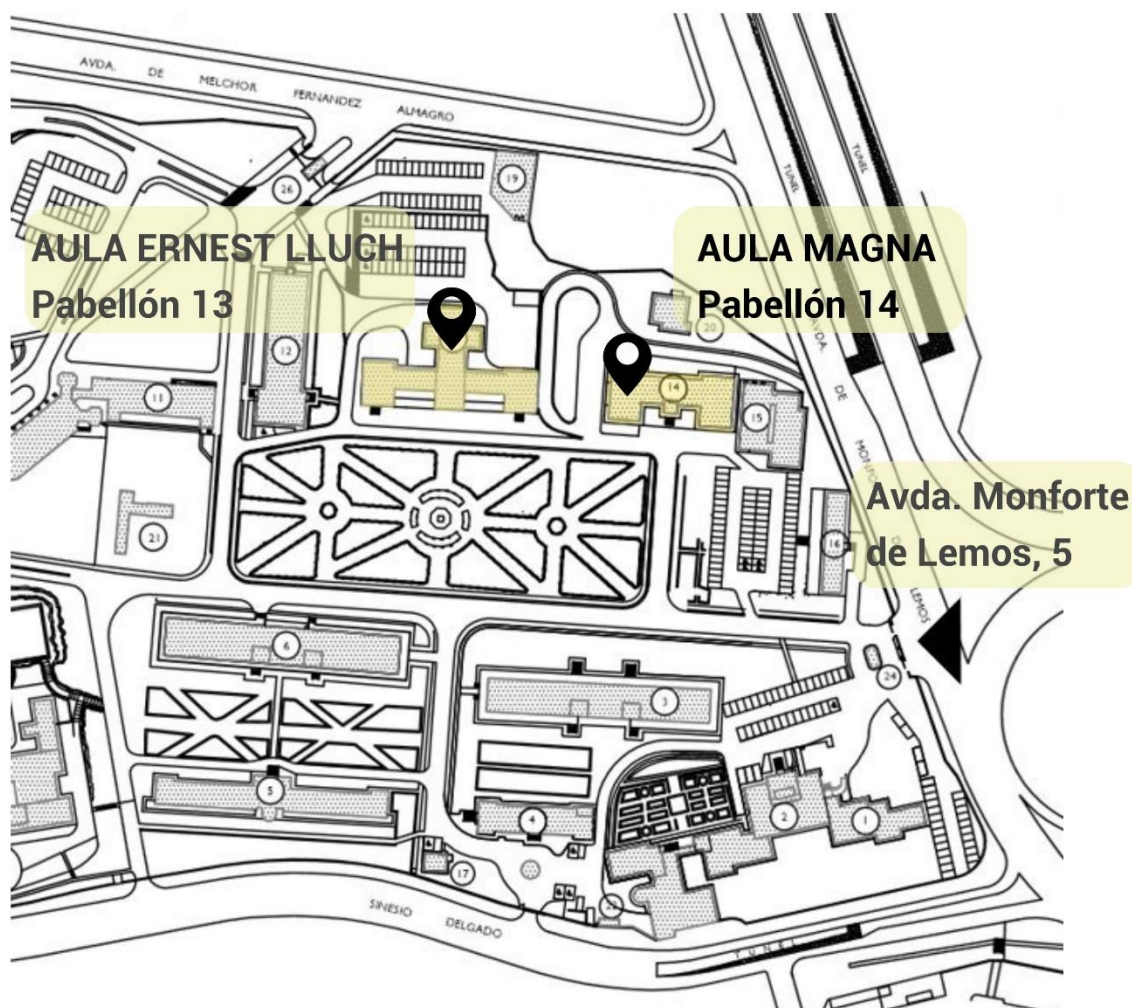 AVDA. DE MELCHOR FERNANDEZ ALMAGRO
TUNEL
TUNEL
19
26
AULA ERNEST LLUCH
Pabellón 13
AULA MAGNA
Pabellón 14
20
AVDA. DE MONFO
LEMOS
12
11
14
15
Avda. Monforte
de Lemos, 5
16
21
6
3
24
5
4
2
1
17
SINESIO DELGADO
TUNEL